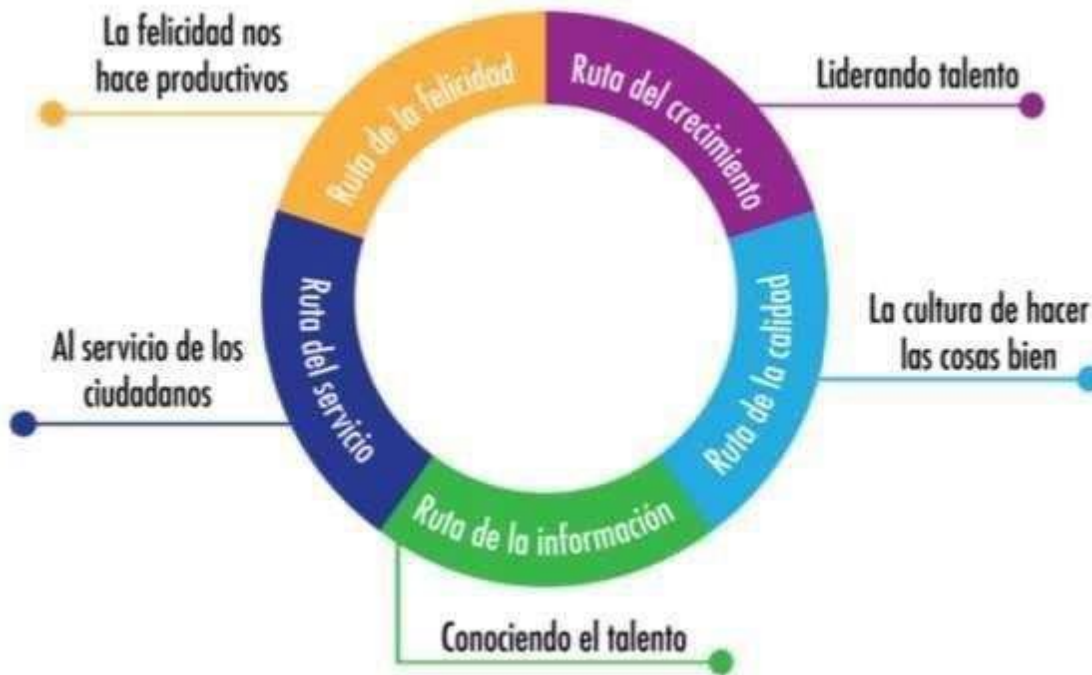 La felicidad nos
hace productivos
Ruta de la felicidad
Ruta del crecimiento
Liderando talento
Al servicio de los
ciudadanos
Ruta del servicio
Ruta de la calidad
La cultura de hacer
las cosas bien
Ruta de la información
Conociendo el talento